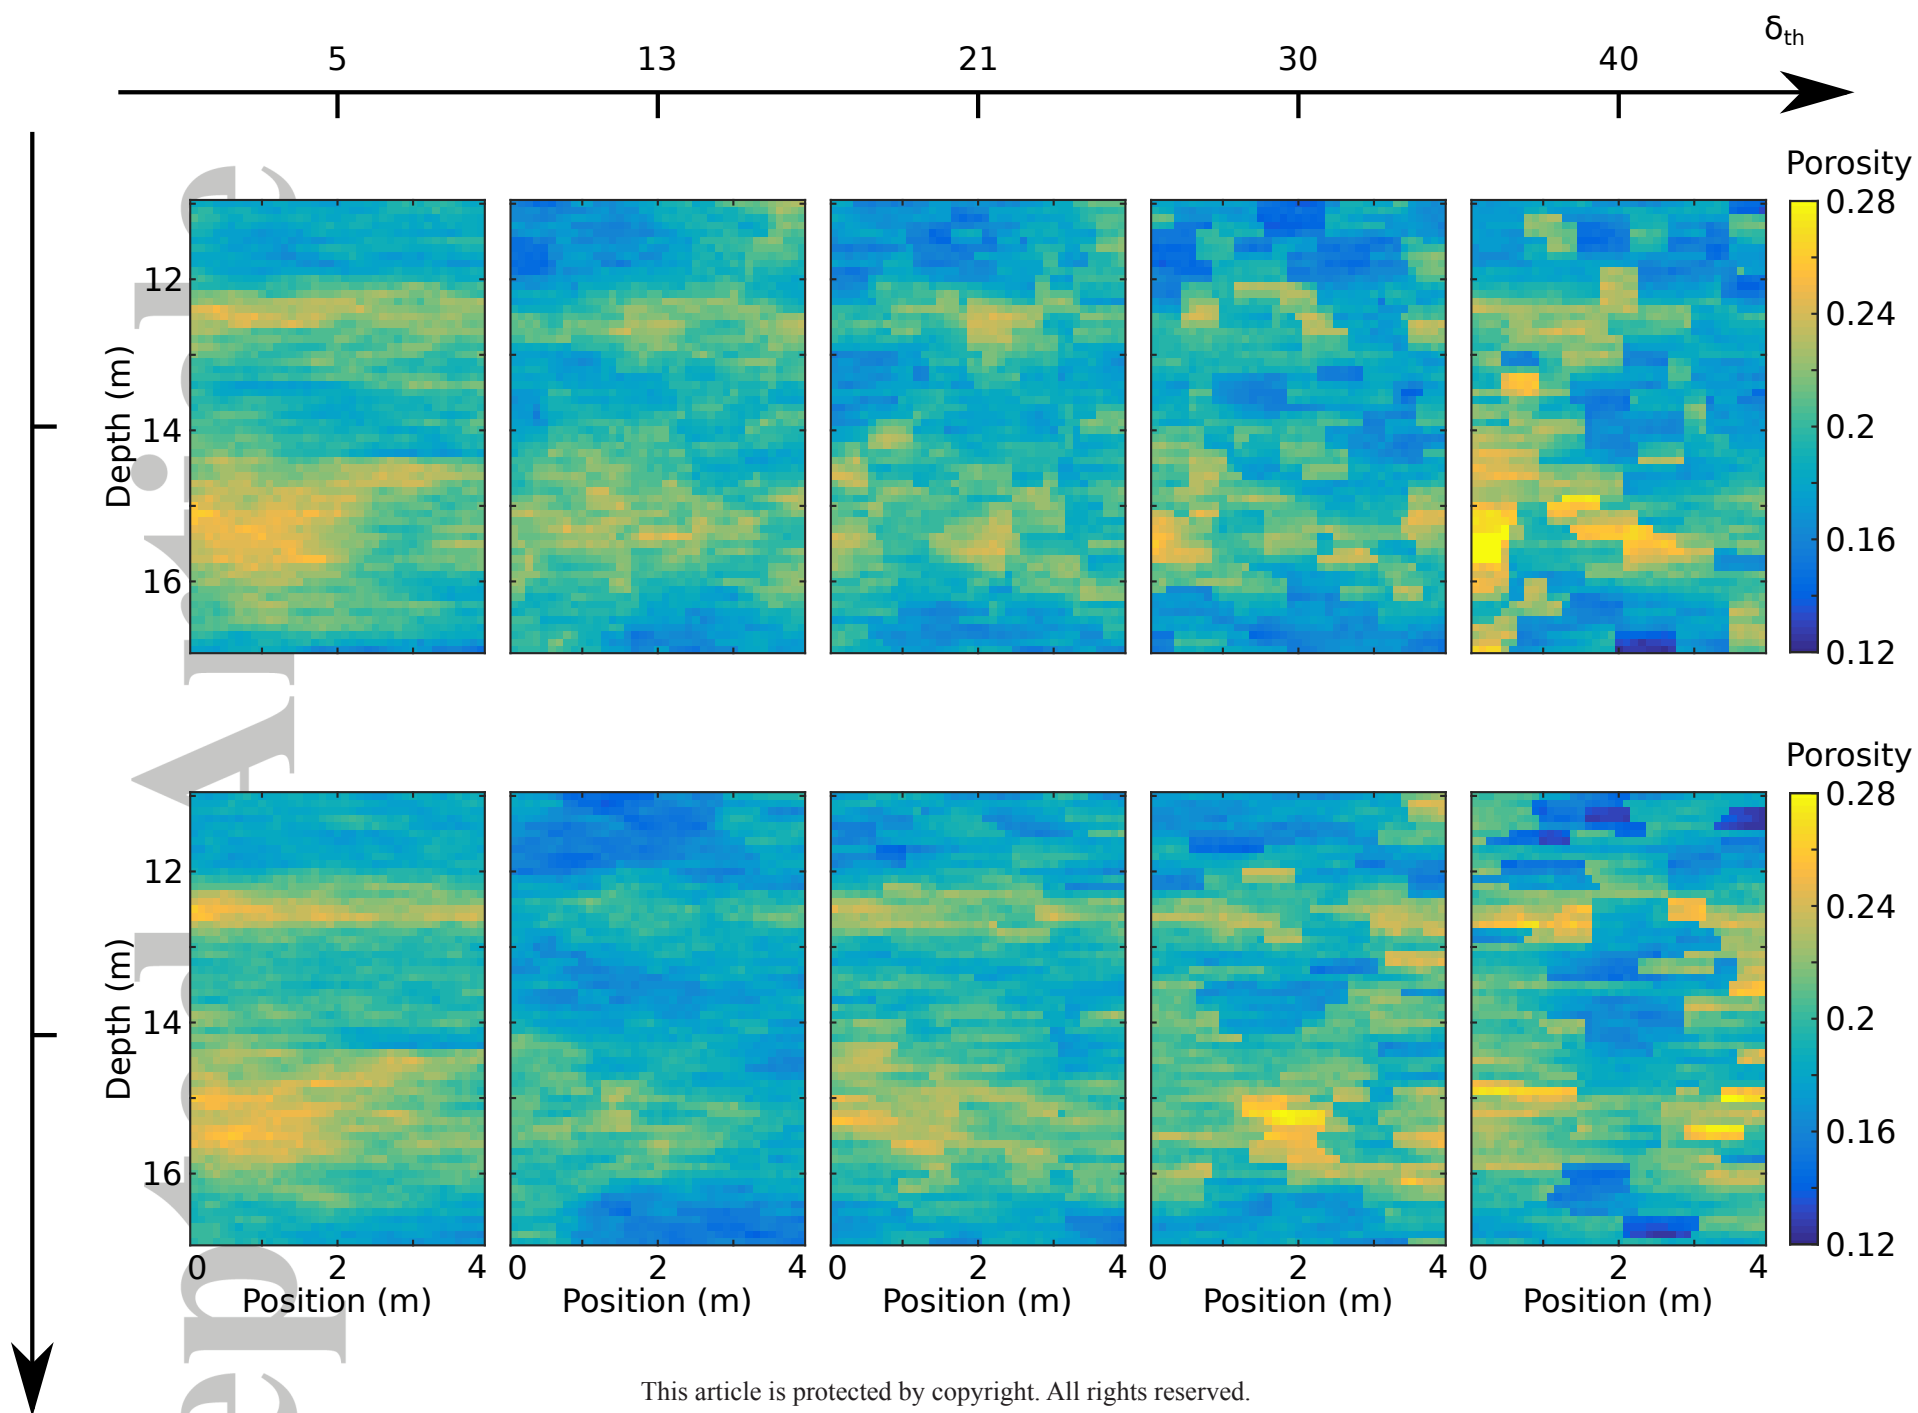 δth
5 13 21 30 40
Porosity
0.28
0.24
0.2
0.16
0.12
12
14
16
Depth (m)
Porosity
0.28
0.24
0.2
0.16
0.12
12
14
16
Depth (m)
0 2 4 0 2 4 0 2 4 0 2 4 0 2 4
Position (m) Position (m) Position (m) Position (m) Position (m)
This article is protected by copyright. All rights reserved.